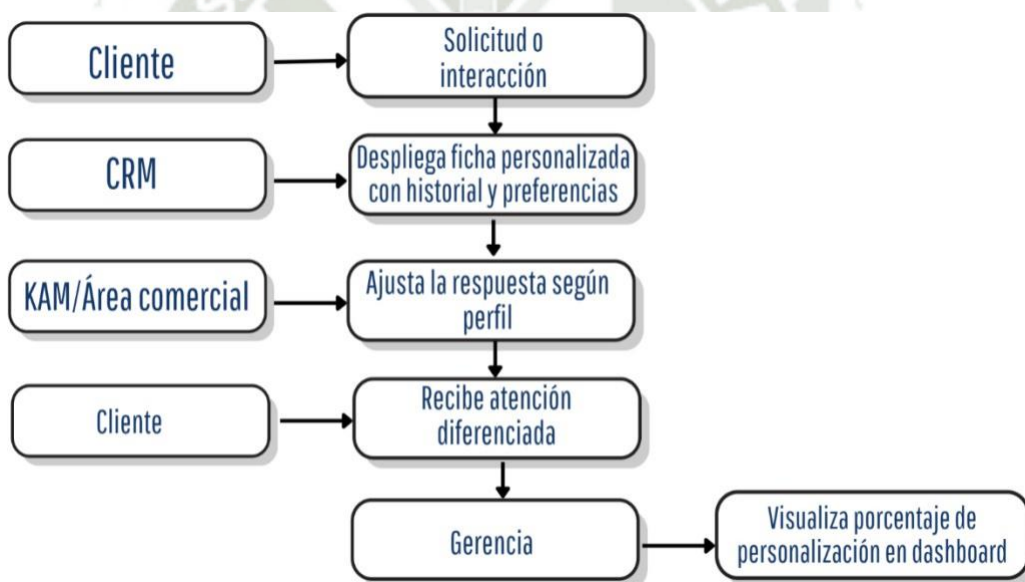 Cliente
Solicitud o
interacción
CRM
Despliega ficha personalizada
con historial y preferencias
KAM/Área comercial
Ajusta la respuesta según
perfil
Cliente
Recibe atención
diferenciada
Gerencia
Visualiza porcentaje de
personalización en dashboard